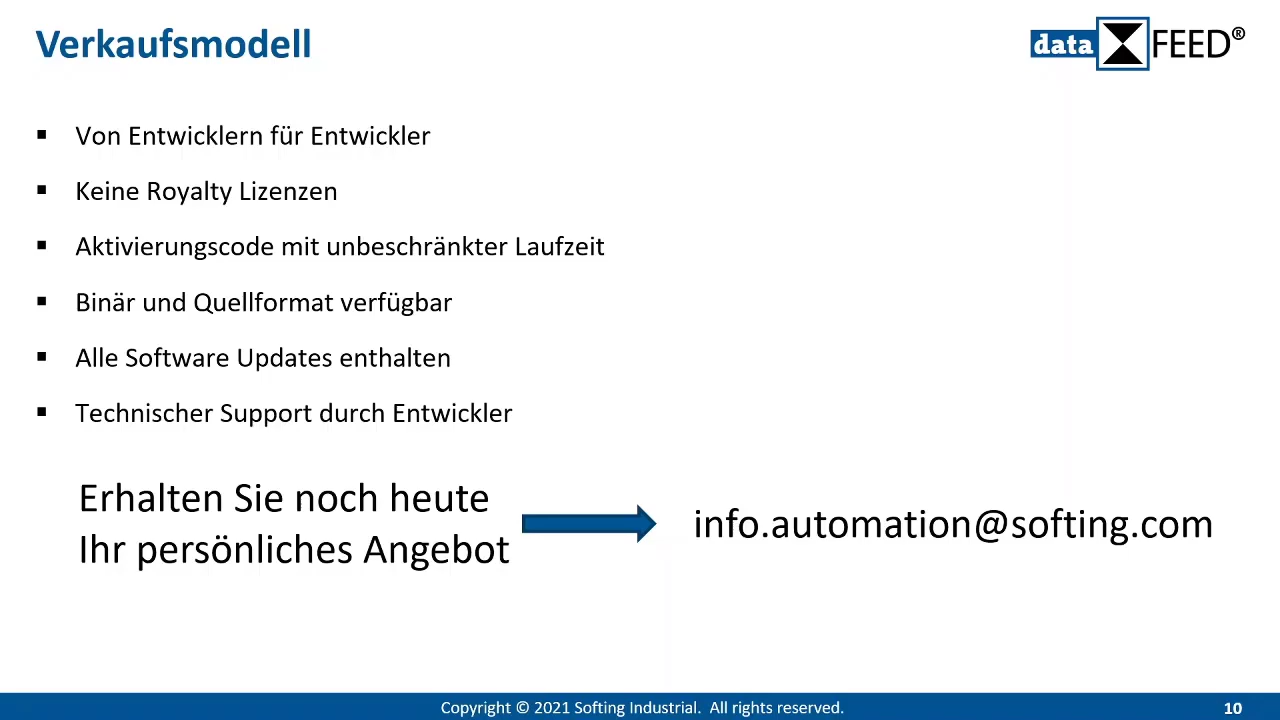 Verkaufsmodell
data FEED®
▪ Von Entwicklern für Entwickler
▪ Keine Royalty Lizenzen
▪ Aktivierungscode mit unbeschränkter Laufzeit
▪ Binär und Quellformat verfügbar
▪ Alle Software Updates enthalten
▪ Technischer Support durch Entwickler
Erhalten Sie noch heute
Ihr persönliches Angebot
info.automation@softing.com
Copyright © 2021 Softing Industrial. All rights reserved.
10